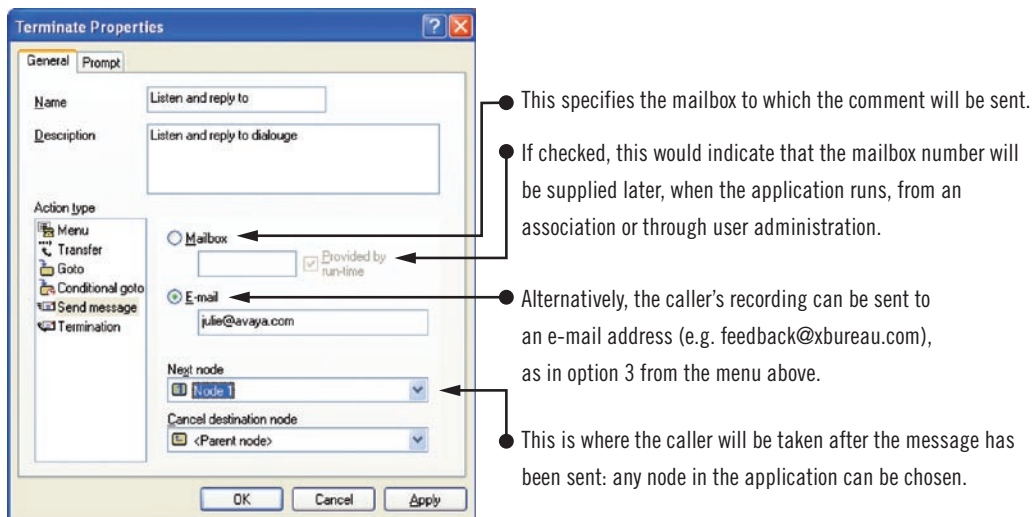 Terminate Properties
General
Prompt
Name
Listen and reply to
Description
Listen and reply to dialouge
Action type
Menu
Transfer
Goto
Conditional goto
Send message
Termination
Mailbox
Provided by
run-time
E-mail
julie@avaya.com
Next node
Node 1
Cancel destination node
<Parent node>
OK
Cancel
Apply
This specifies the mailbox to which the comment will be sent.
If checked, this would indicate that the mailbox number will
be supplied later, when the application runs, from an
association or through user administration.
Alternatively, the caller's recording can be sent to
an e-mail address (e.g. feedback@xbureau.com),
as in option 3 from the menu above.
This is where the caller will be taken after the message has
been sent: any node in the application can be chosen.